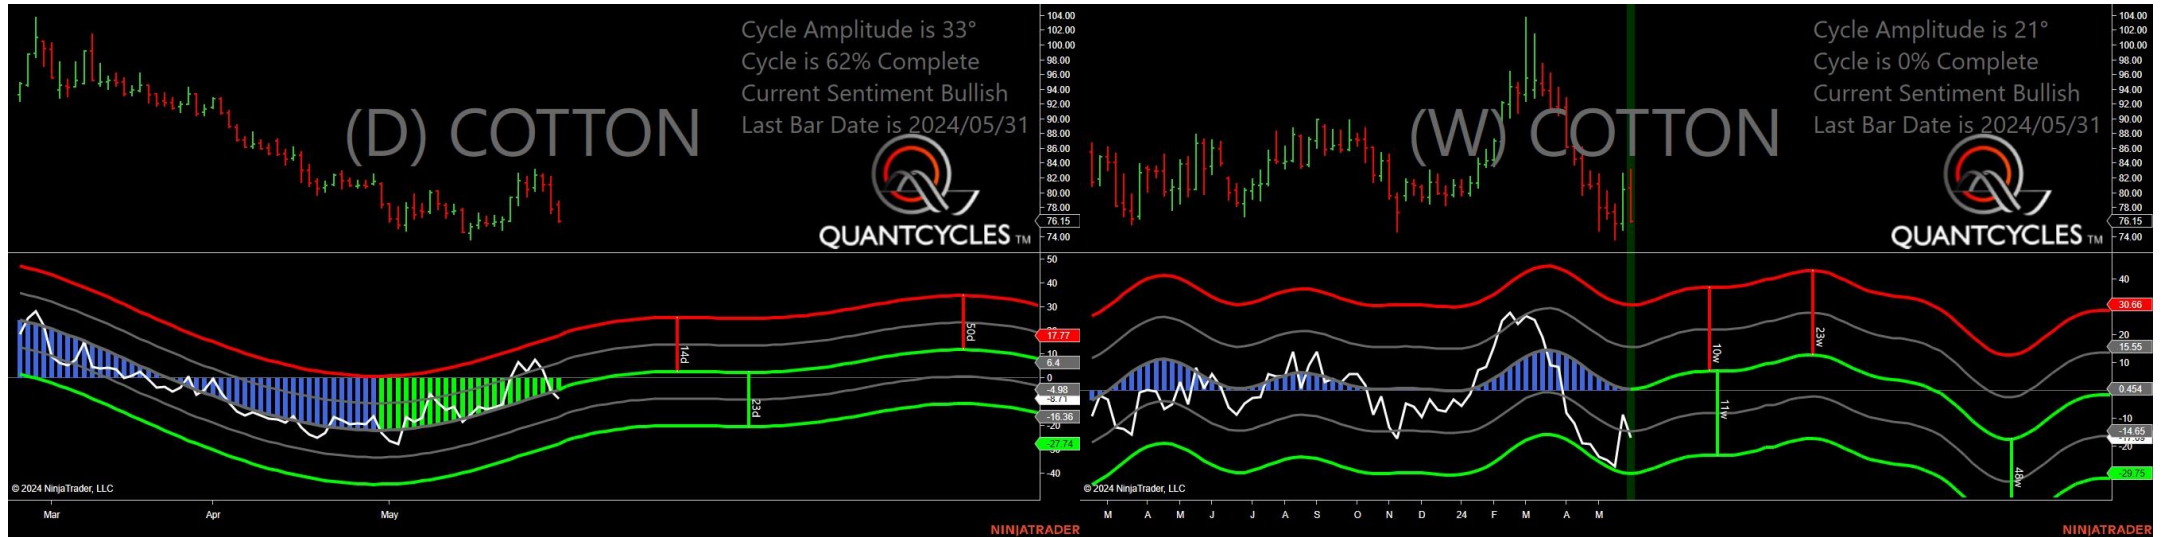 Cycle Amplitude is 33°
Cycle is 62% Complete
Current Sentiment Bullish
Last Bar Date is 2024/05/31
(D) COTTON
QUANTCYCLES TM
104.00
102.00
100.00
98.00
96.00
94.00
92.00
90.00
88.00
86.00
84.00
82.00
80.00
78.00
76.15
74.00
50
40
30
17.77
10
6.4
0
-4.98
-8.71
-16.36
-20
-27.74
-40
14d
23d
50d
© 2024 NinjaTrader, LLC
Mar
Apr
May
NINJATRADER
Cycle Amplitude is 21°
Cycle is 0% Complete
Current Sentiment Bullish
Last Bar Date is 2024/05/31
(W) COTTON
QUANTCYCLES TM
104.00
102.00
100.00
98.00
96.00
94.00
92.00
90.00
88.00
86.00
84.00
82.00
80.00
78.00
76.15
74.00
40
30.66
20
15.55
10
0.454
-10
-14.65
-20
-29.75
10w
11w
23w
48w
© 2024 NinjaTrader, LLC
M A M J J A S O N D 24 F M A M
NINJATRADER